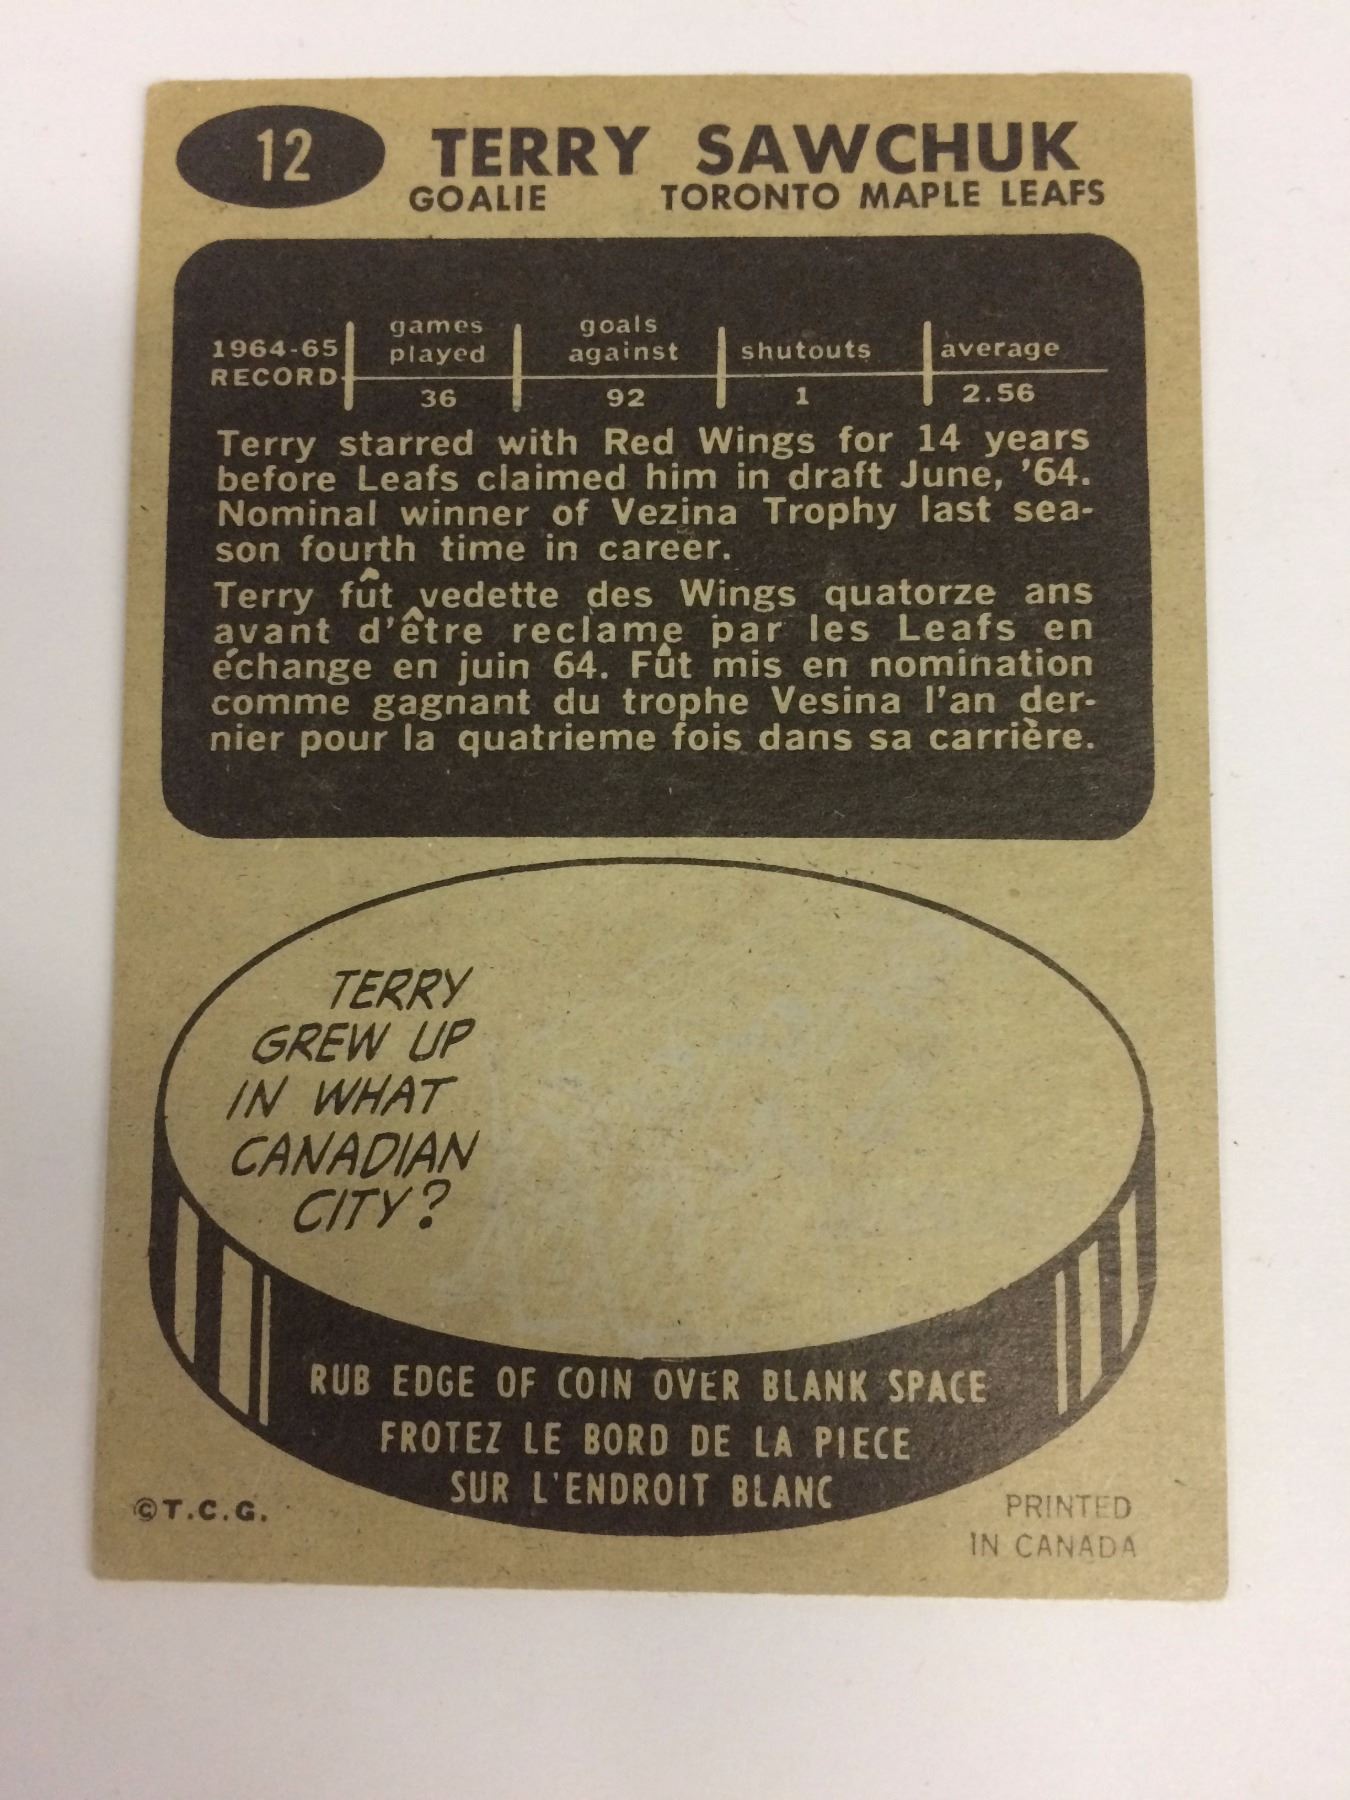 12
TERRY SAWCHUK
GOALIE TORONTO MAPLE LEAFS
games goals
1964-65 played against shutouts average
RECORD 36 92 1 2.56
Terry starred with Red Wings for 14 years
before Leafs claimed him in draft June, '64.
Nominal winner of Vezina Trophy last sea-
son fourth time in career.
Terry fût vedette des Wings quatorze ans
avant d'être reclame par les Leafs en
échange en juin 64. Fût mis en nomination
comme gagnant du trophe Vesina l'an der-
nier pour la quatrieme fois dans sa carrière.
TERRY
GREW UP
IN WHAT
CANADIAN
CITY?
RUB EDGE OF COIN OVER BLANK SPACE
FROTEZ LE BORD DE LA PIECE
SUR L'ENDROIT BLANC
©T.C.G.
PRINTED
IN CANADA